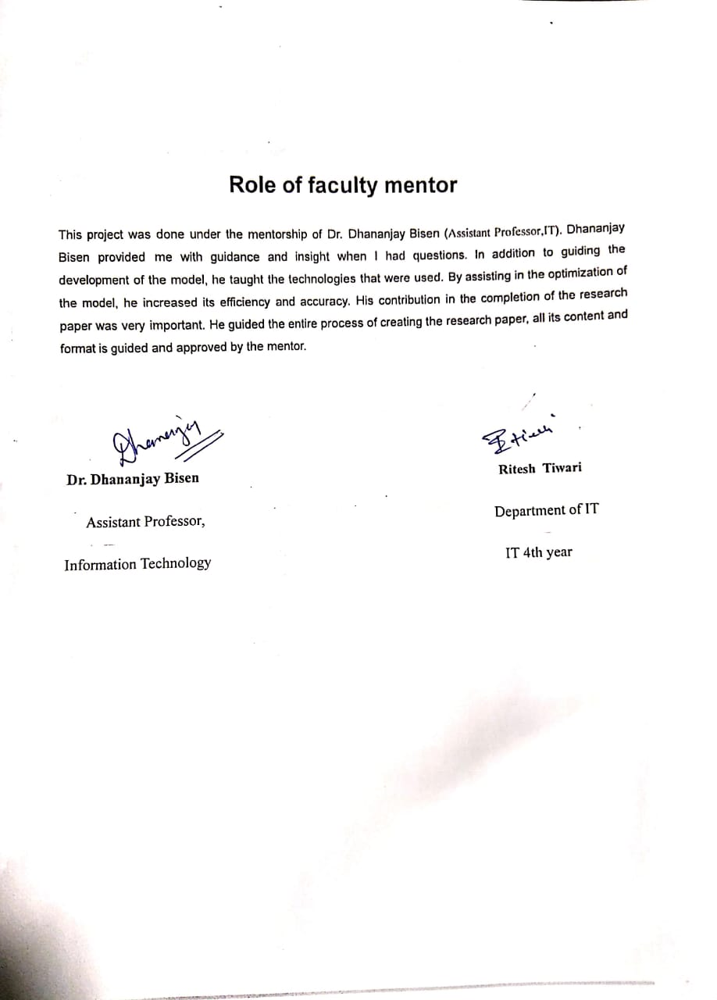 Role of faculty mentor
This project was done under the mentorship of Dr. Dhananjay Bisen (Assistant Professor,IT). Dhananjay
Bisen provided me with guidance and insight when I had questions. In addition to guiding the
development of the model, he taught the technologies that were used. By assisting in the optimization of
the model, he increased its efficiency and accuracy. His contribution in the completion of the research
paper was very important. He guided the entire process of creating the research paper, all its content and
format is guided and approved by the mentor.
Dhananjay
Dr. Dhananjay Bisen
Assistant Professor,
Information Technology
Ritesh Tiwari
Department of IT
IT 4th year